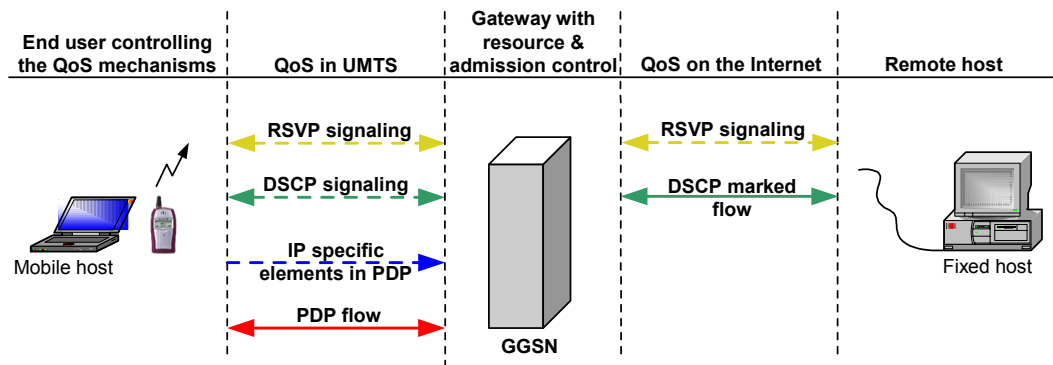 End user controlling
the QoS mechanisms
QoS in UMTS
Gateway with
resource &
admission control
QoS on the Internet
Remote host
RSVP signaling
DSCP signaling
IP specific
elements in PDP
PDP flow
RSVP signaling
DSCP marked
flow
Mobile host
GGSN
Fixed host